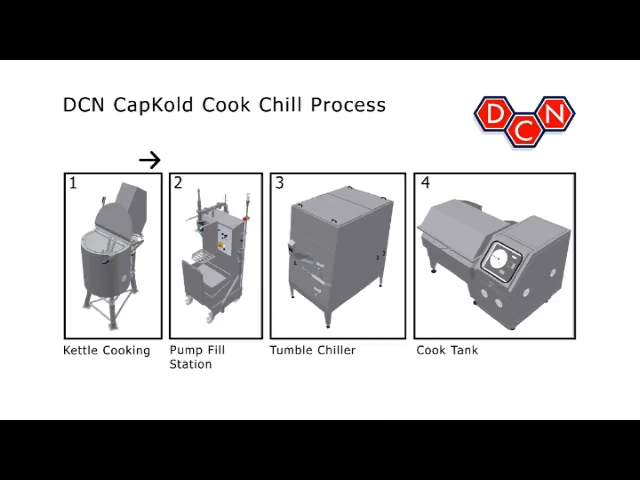 DCN CapKold Cook Chill Process
DCN
1
2
3
4
Kettle Cooking
Pump Fill
Station
Tumble Chiller
Cook Tank